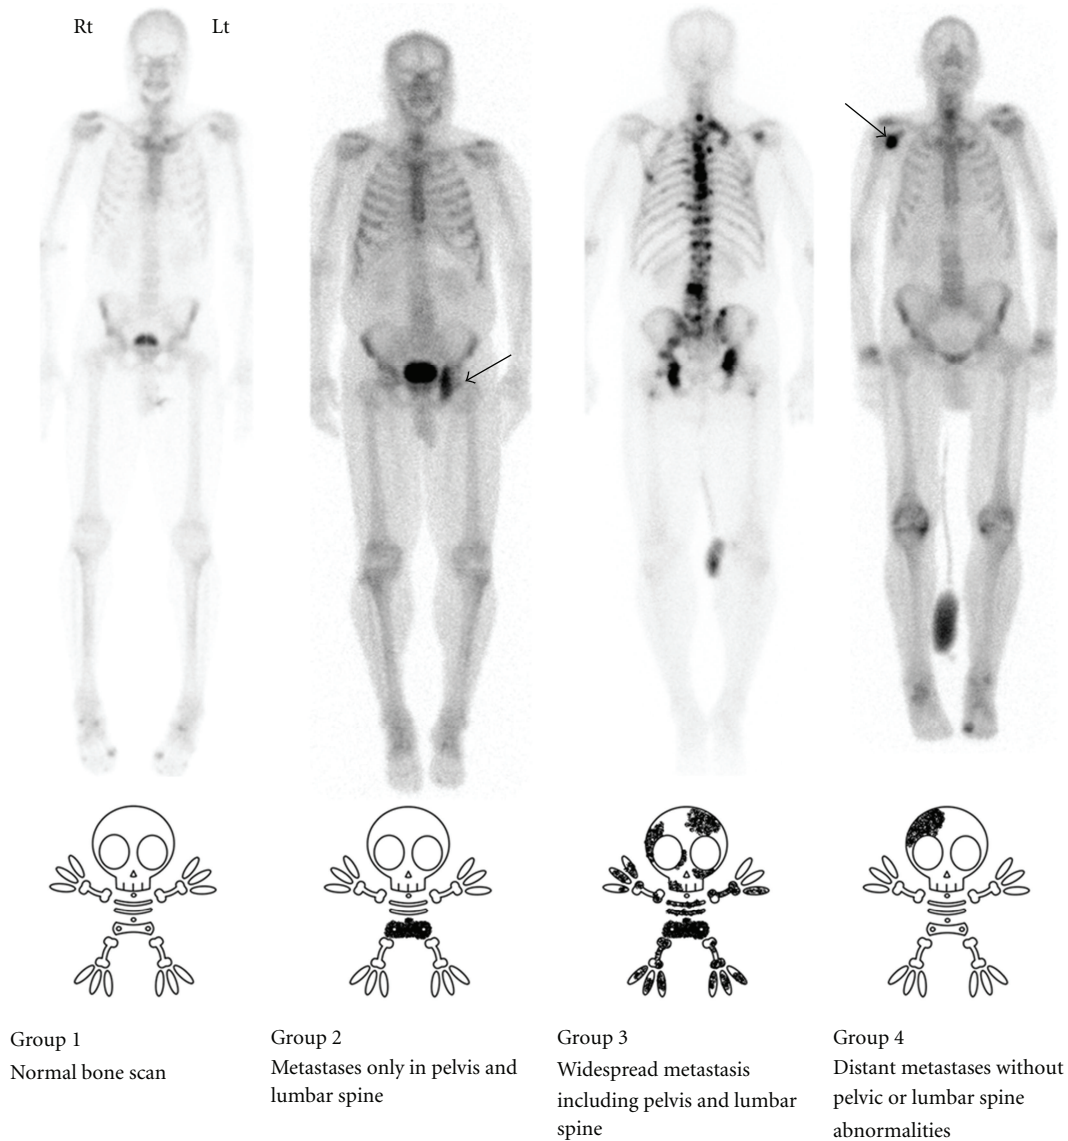 Rt
Lt
Group 1
Normal bone scan
Group 2
Metastases only in pelvis and
lumbar spine
Group 3
Widespread metastasis
including pelvis and lumbar
spine
Group 4
Distant metastases without
pelvic or lumbar spine
abnormalities